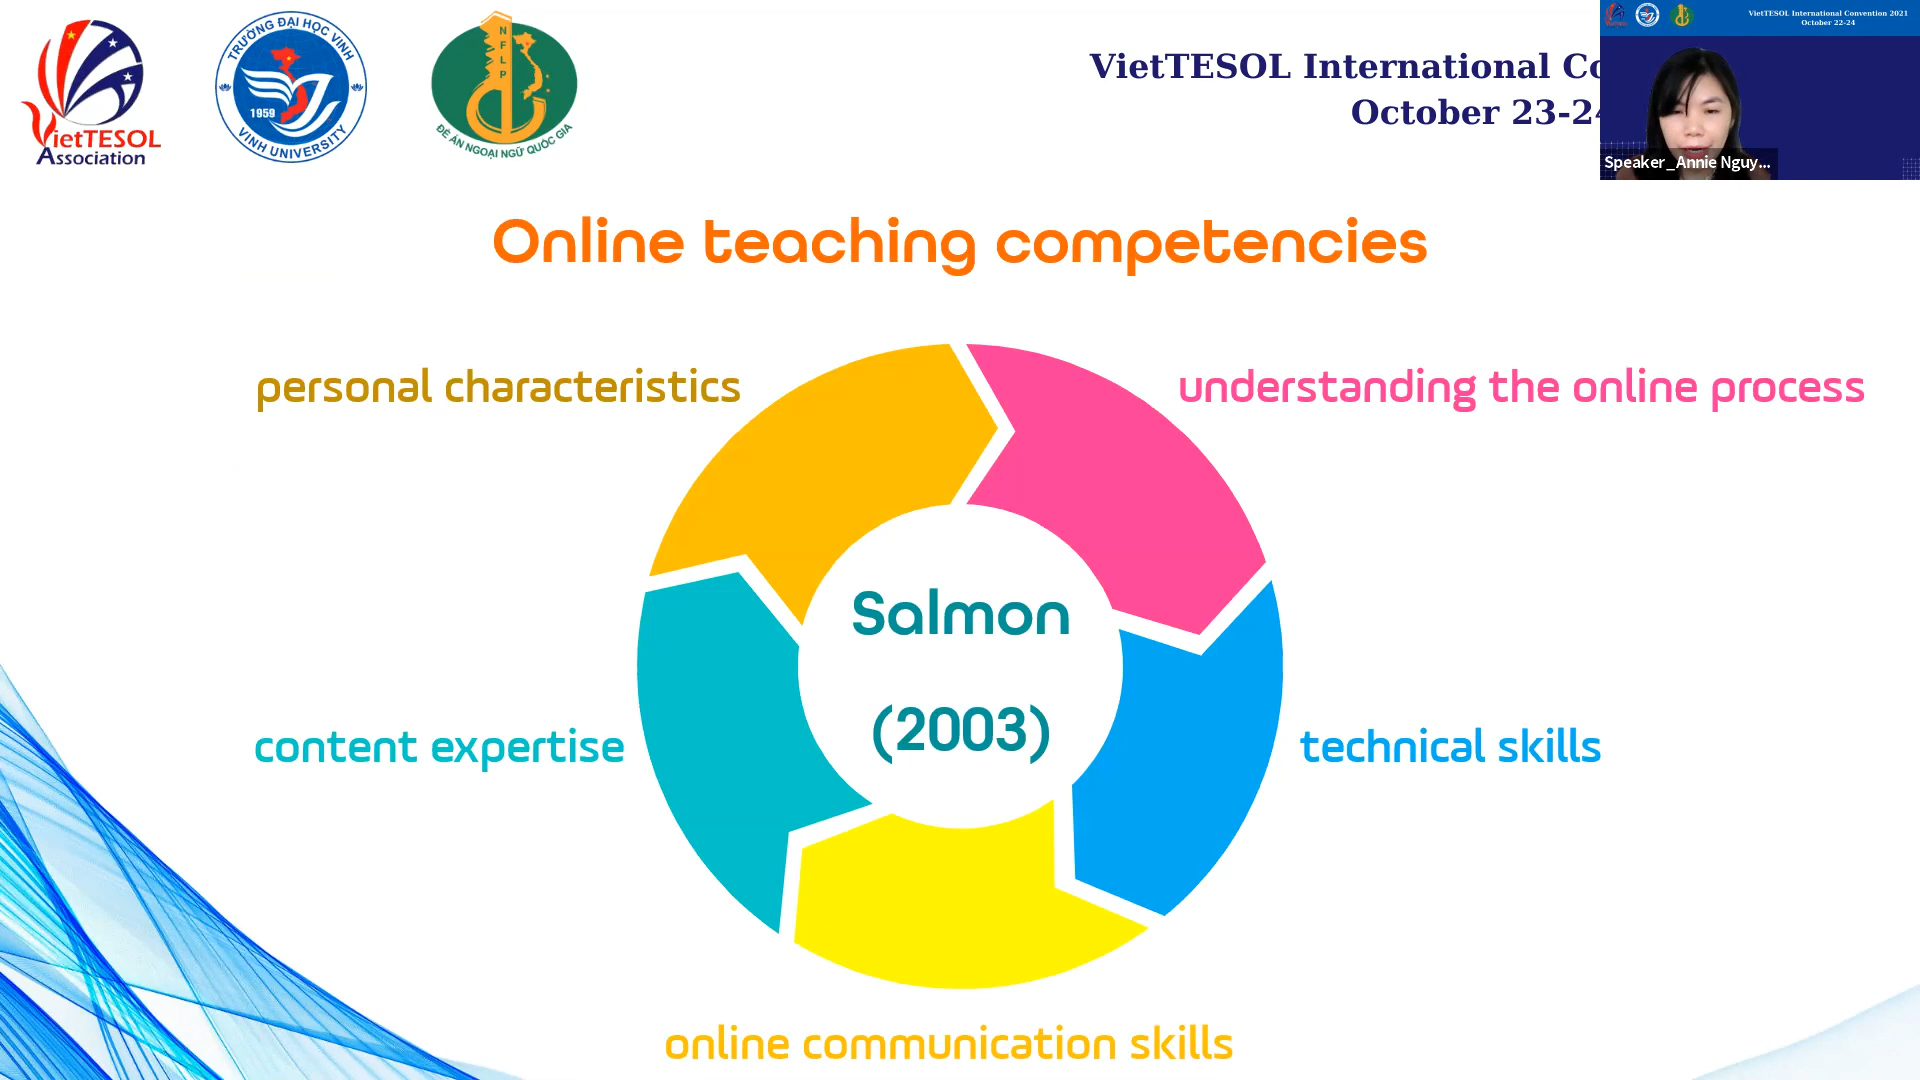 VietTESOL
Association
TRƯỜNG ĐẠI HỌC VINH
1959
VINH UNIVERSITY
NFLP
ĐỀ ÁN NGOẠI NGỮ QUỐC GIA
VietTESOL International Co
October 23-24
VietTESOL International Convention 2021
October 22-24
Speaker_Annie Nguy...
Online teaching competencies
personal characteristics
understanding the online process
Salmon
(2003)
content expertise
technical skills
online communication skills